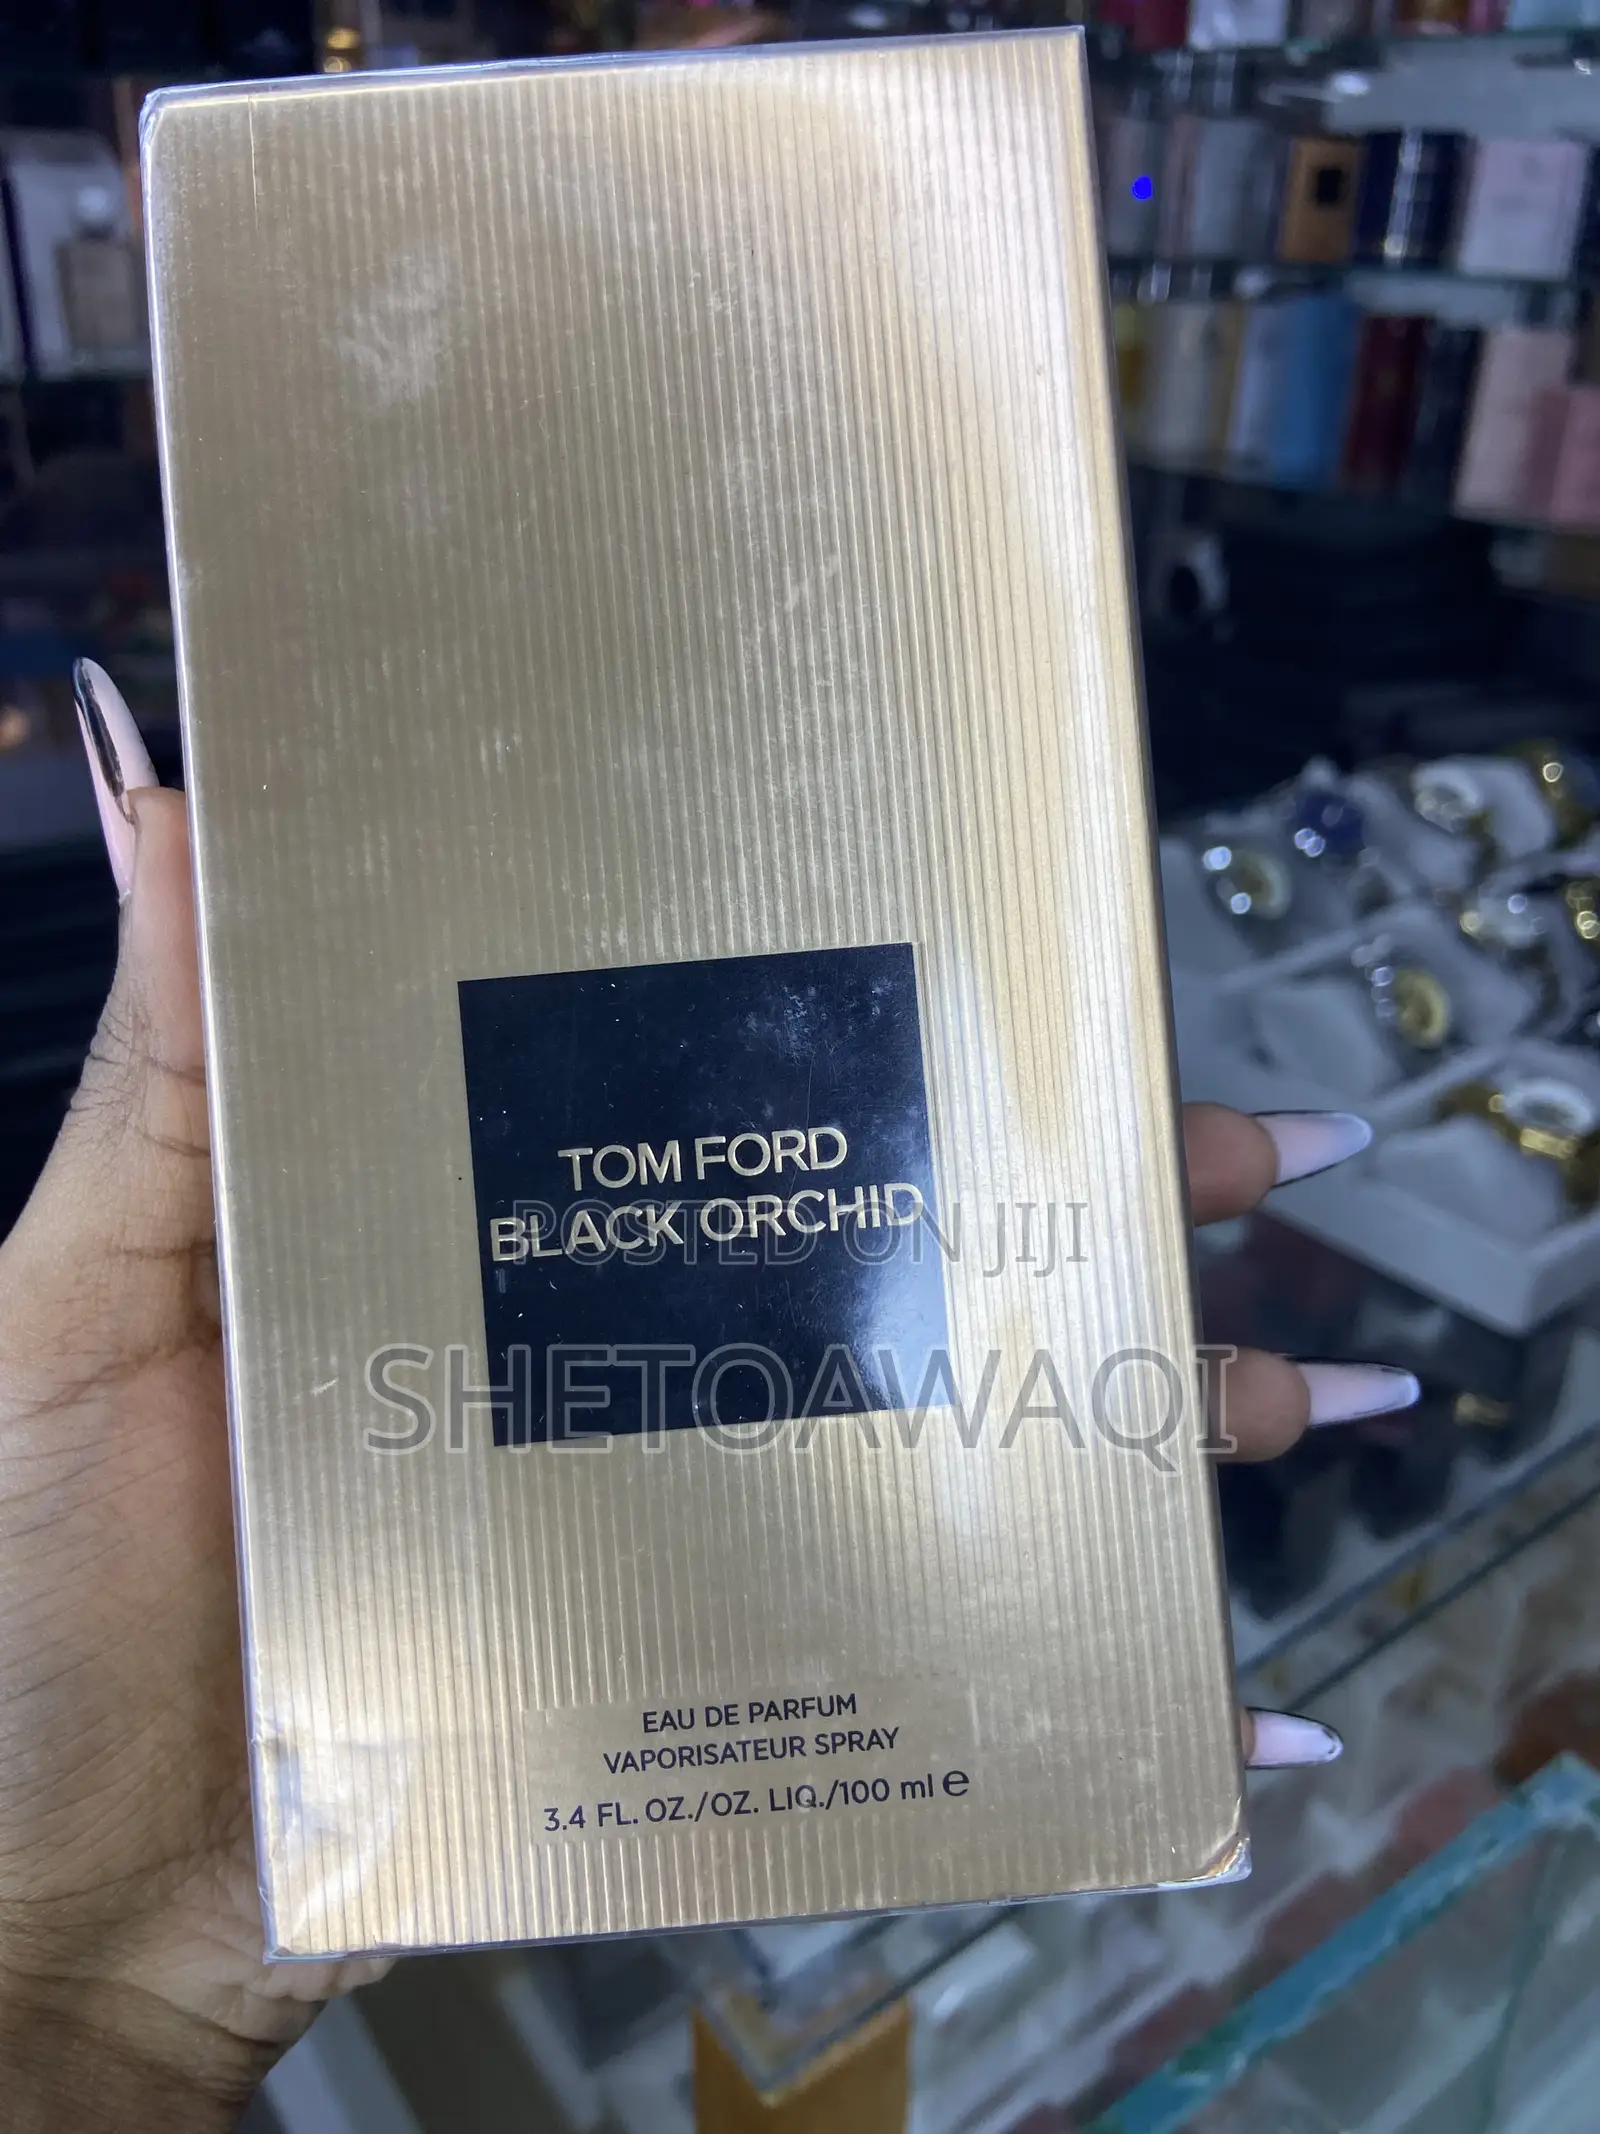 TOM FORD
BLACK ORCHID
POSTED ON JIJI
SHETOAWAQI
EAU DE PARFUM
VAPORISATEUR SPRAY
3.4 FL. OZ./OZ. LIQ./100 ml e